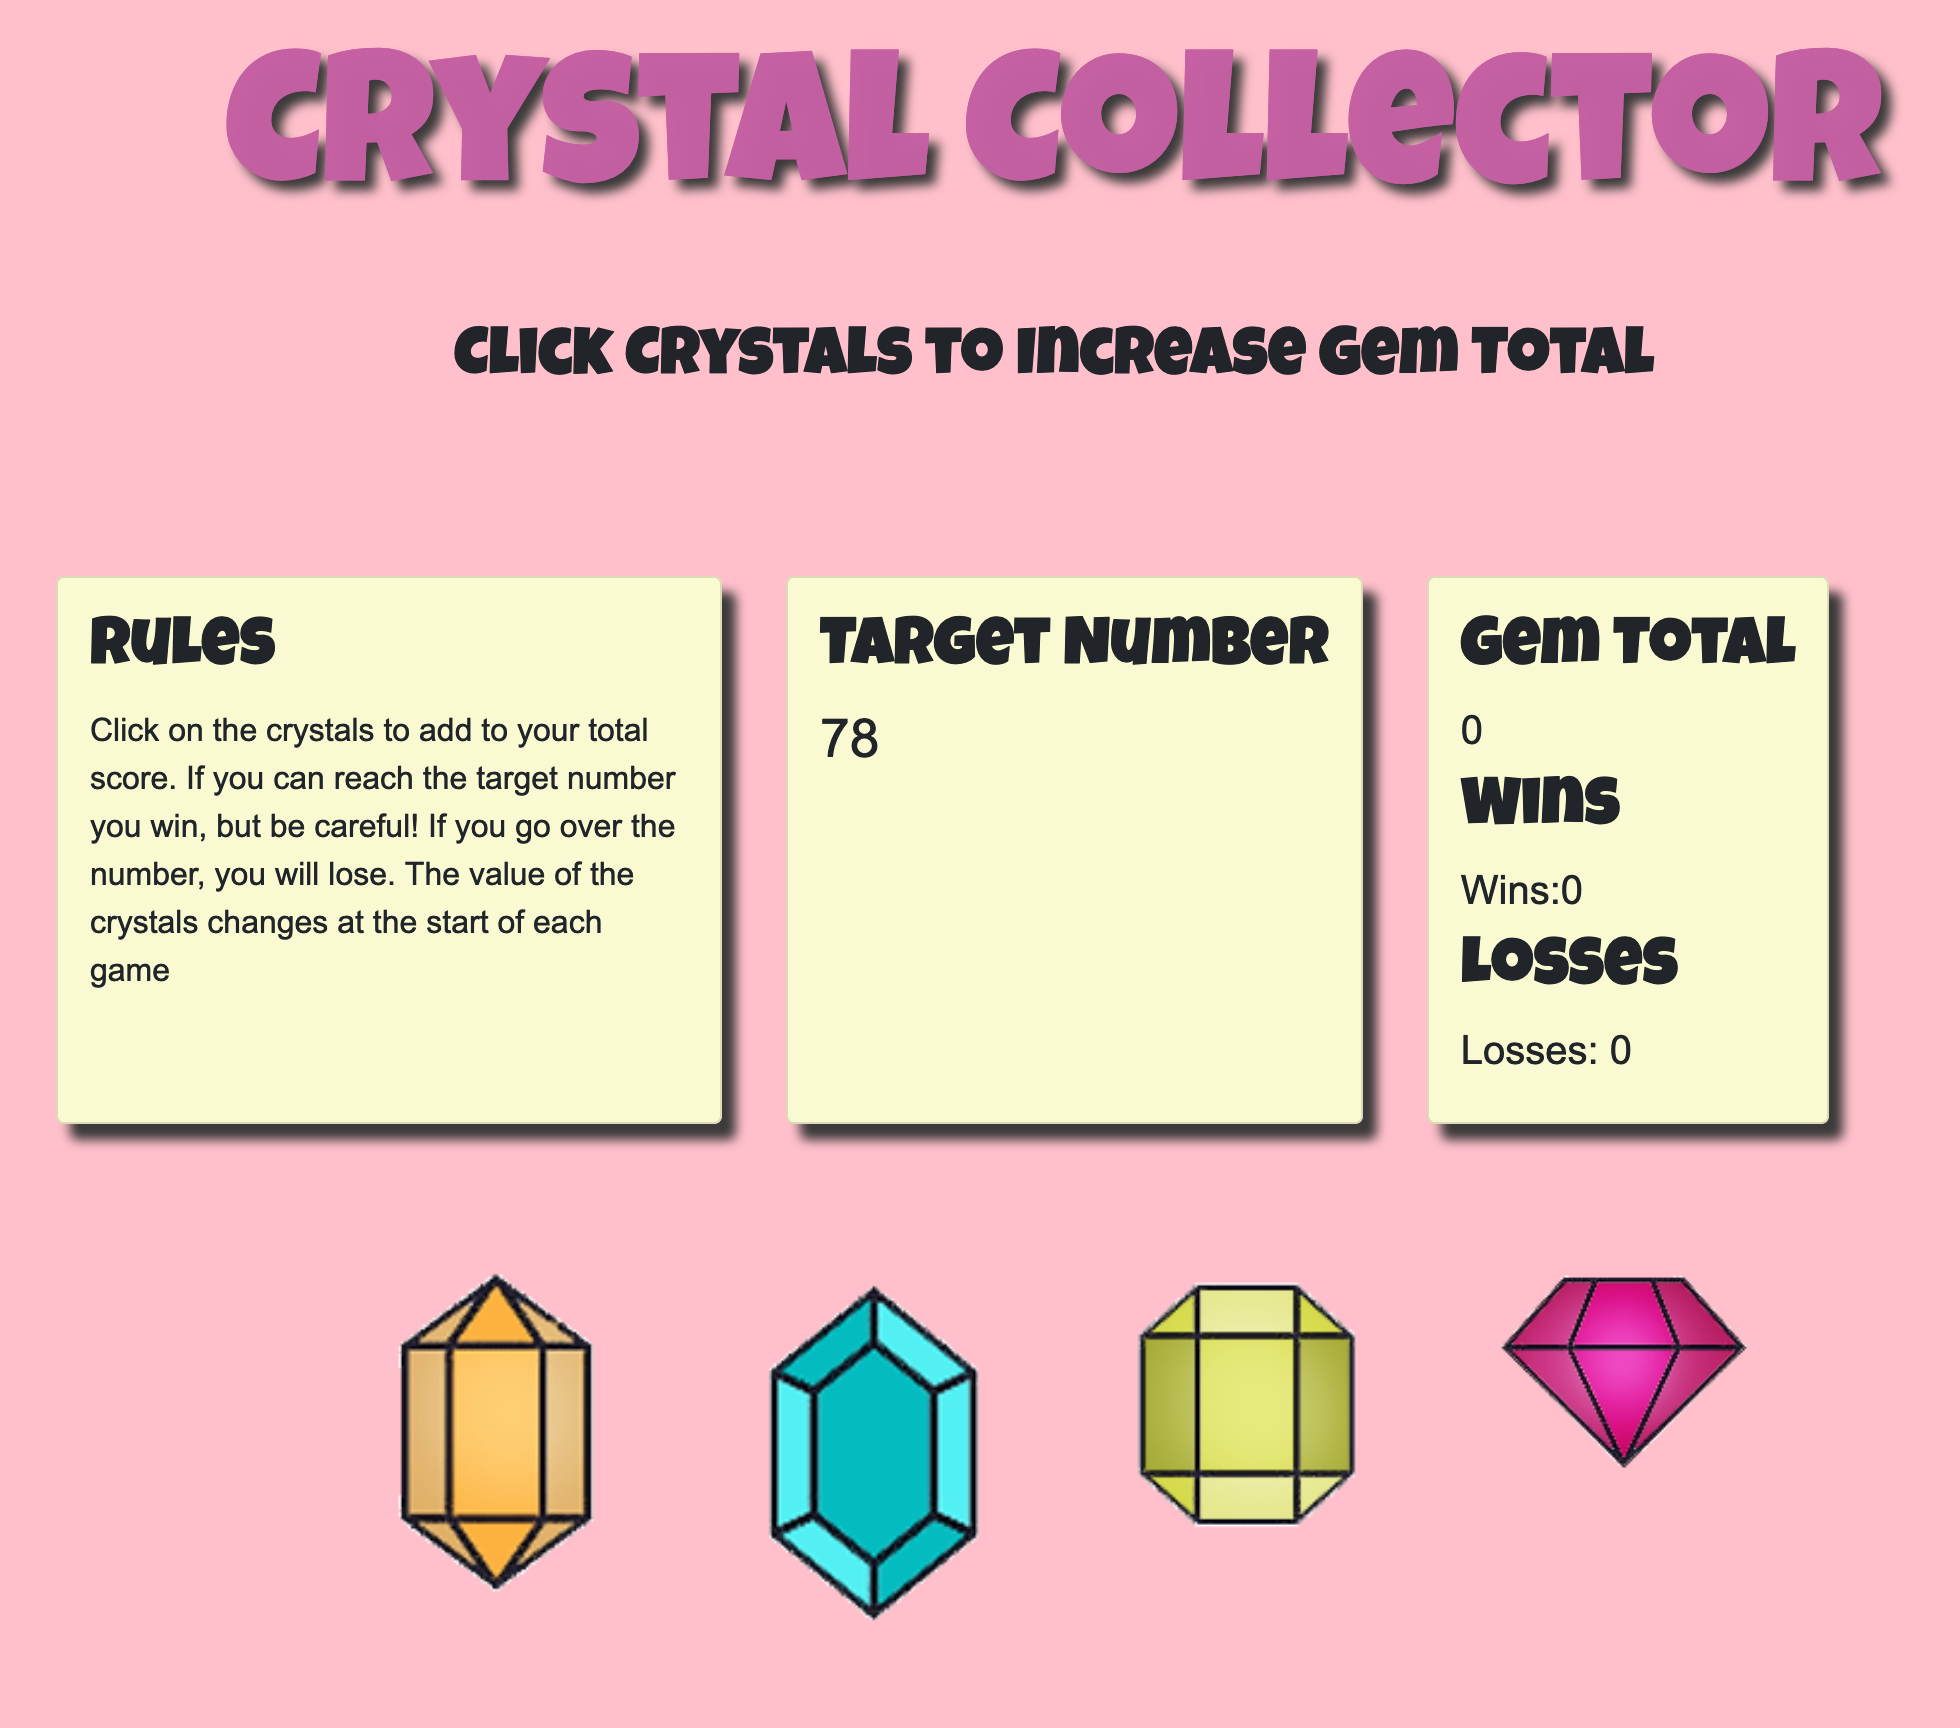 CRYSTAL COLLECTOR
CLICK CRYSTALS TO INCREASE GEM TOTAL
RULES
Click on the crystals to add to your total
score. If you can reach the target number
you win, but be careful! If you go over the
number, you will lose. The value of the
crystals changes at the start of each
game
TARGET NUMBER
78
GEM TOTAL
0
WINS
Wins:0
LOSSES
Losses: 0